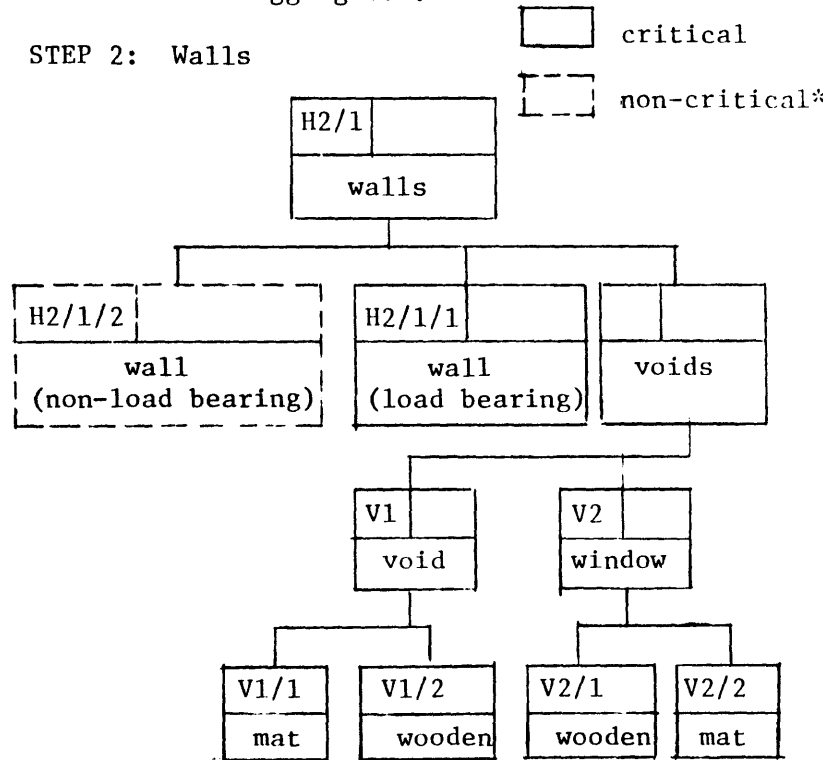 critical
STEP 2: Walls
non-critical*
H2/1
walls
H2/1/2
H2/1/1
wall
wall
voids
(non-load bearing)
(load bearing)
V1
V2
void
window
V1/1
V1/2
V2/1
V2/2
mat
wooden
wooden
mat